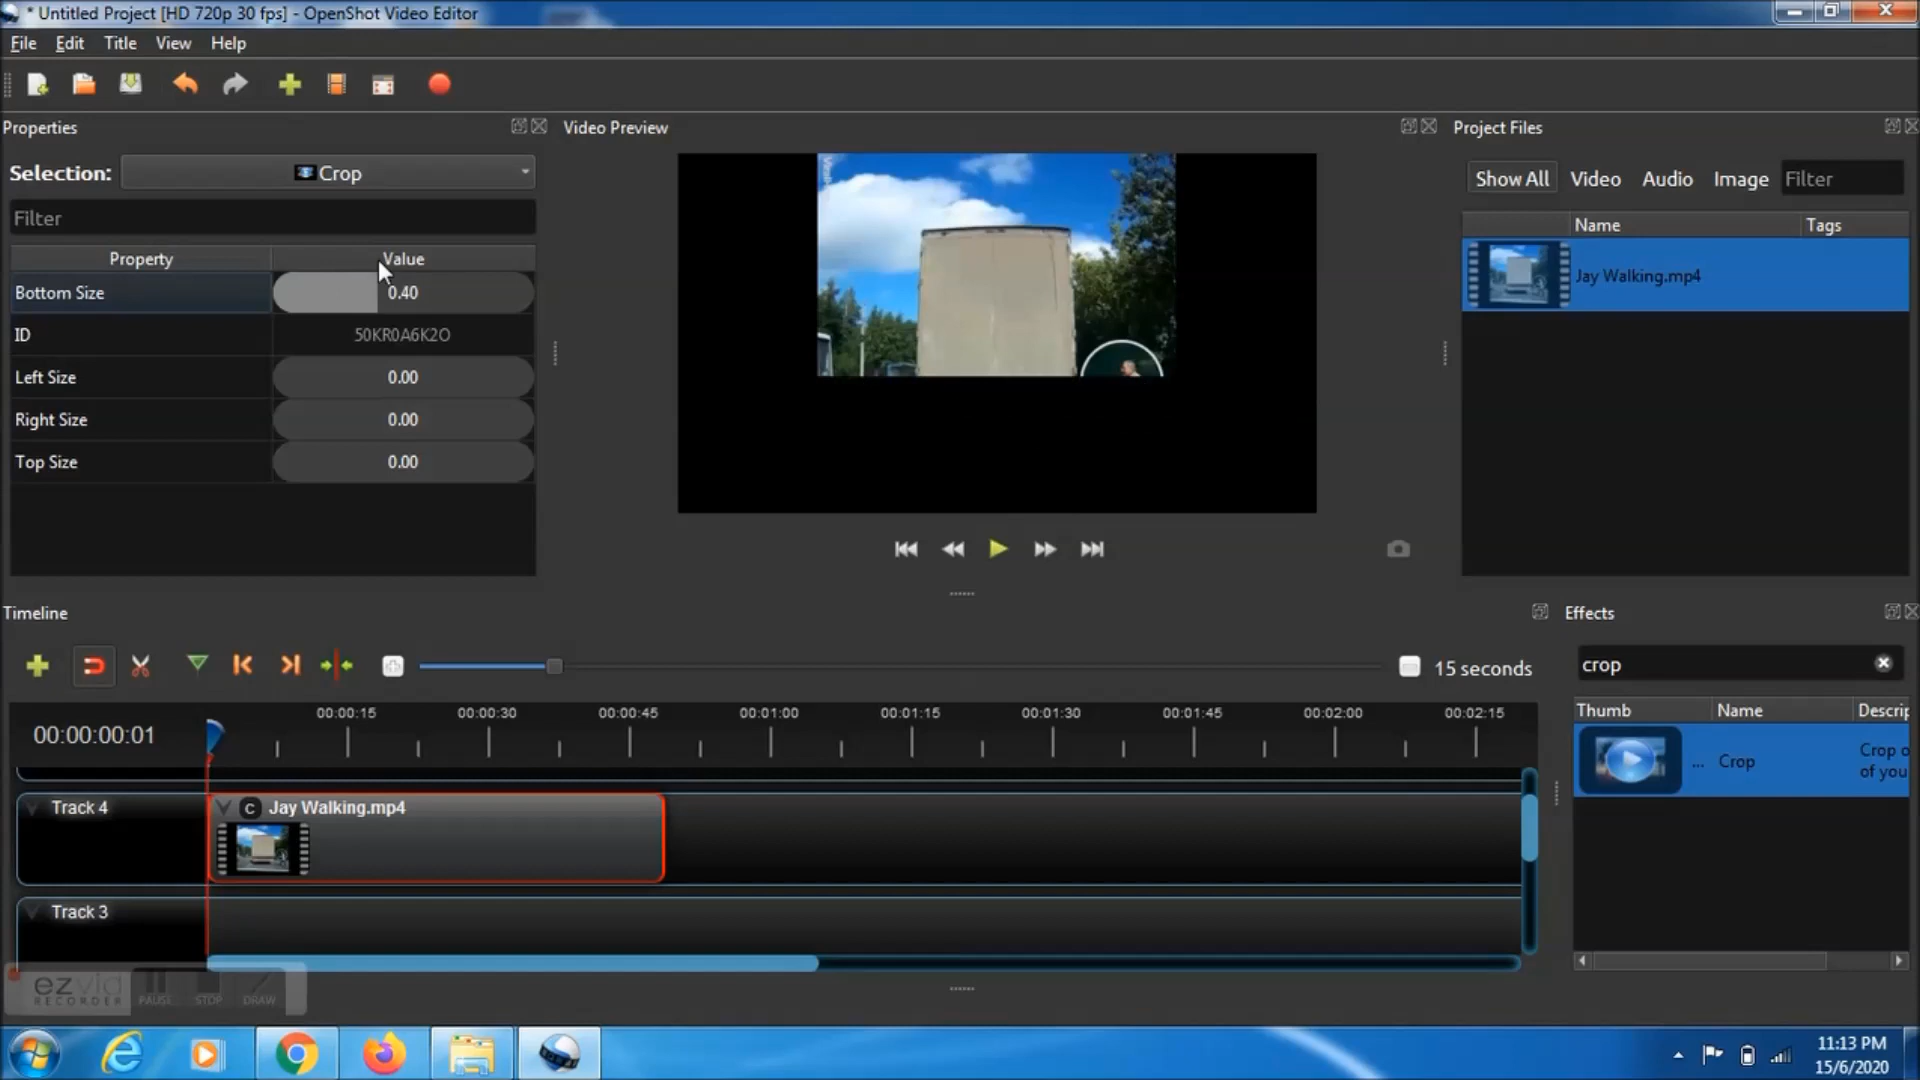 * Untitled Project [HD 720p 30 fps] - OpenShot Video Editor
File Edit Title View Help
Properties
Video Preview
Project Files
Selection: Crop
Show All Video Audio Image Filter
Filter
Name Tags
Property Value
Jay Walking.mp4
Bottom Size 0.40
ID 50KR0A6K2O
Left Size 0.00
Right Size 0.00
Top Size 0.00
Timeline
Effects
15 seconds
crop
00:00:00:01
00:00:15 00:00:30 00:00:45 00:01:00 00:01:15 00:01:30 00:01:45 00:02:00 00:02:15
Thumb Name Descrip
... Crop
Crop o
of you
Track 4
C Jay Walking.mp4
Track 3
ezvid
RECORDER
PAUSE STOP DRAW
11:13 PM
15/6/2020